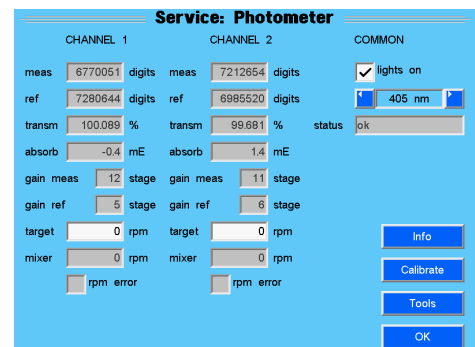 Service: Photometer
CHANNEL 1 CHANNEL 2 COMMON
meas 6770051 digits meas 7212654 digits lights on
ref 7280644 digits ref 6985520 digits 405 nm
transm 100.089 % transm 99.681 % status ok
absorb -0.4 mE absorb 1.4 mE
gain meas 12 stage gain meas 11 stage
gain ref 5 stage gain ref 6 stage
target 0 rpm target 0 rpm Info
mixer 0 rpm mixer 0 rpm Calibrate
rpm error rpm error
Tools
OK